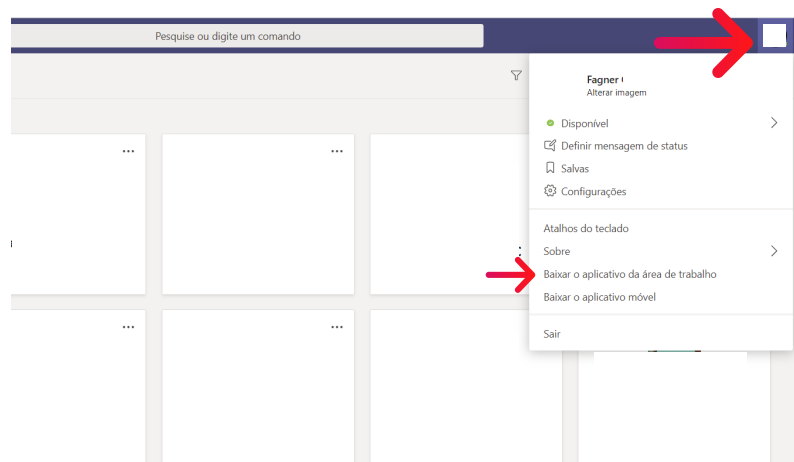 Pesquise ou digite um comando
Fagner
Alterar imagem
Disponível
Definir mensagem de status
Salvas
Configurações
Atalhos do teclado
Sobre
Baixar o aplicativo da área de trabalho
Baixar o aplicativo móvel
Sair